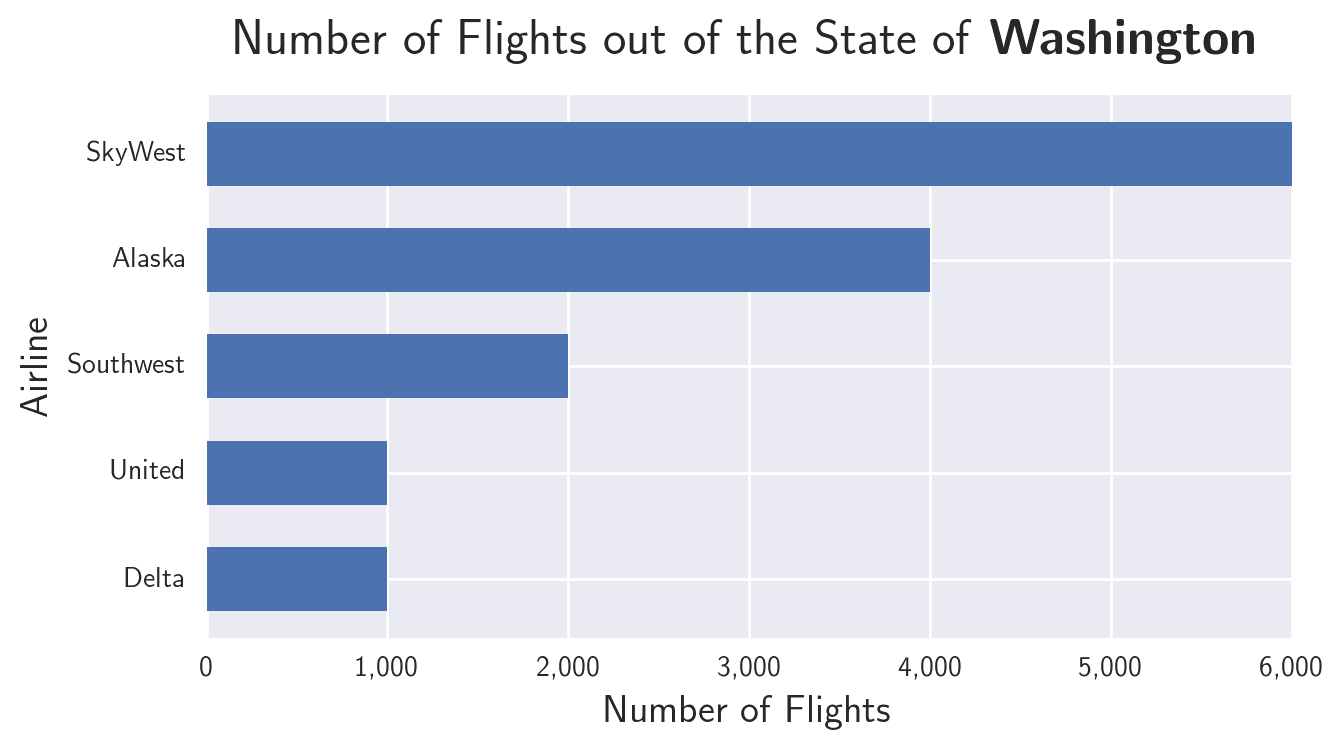 Number of Flights out of the State of Washington
SkyWest
Alaska
Southwest
United
Delta
Airline
0 1,000 2,000 3,000 4,000 5,000 6,000
Number of Flights